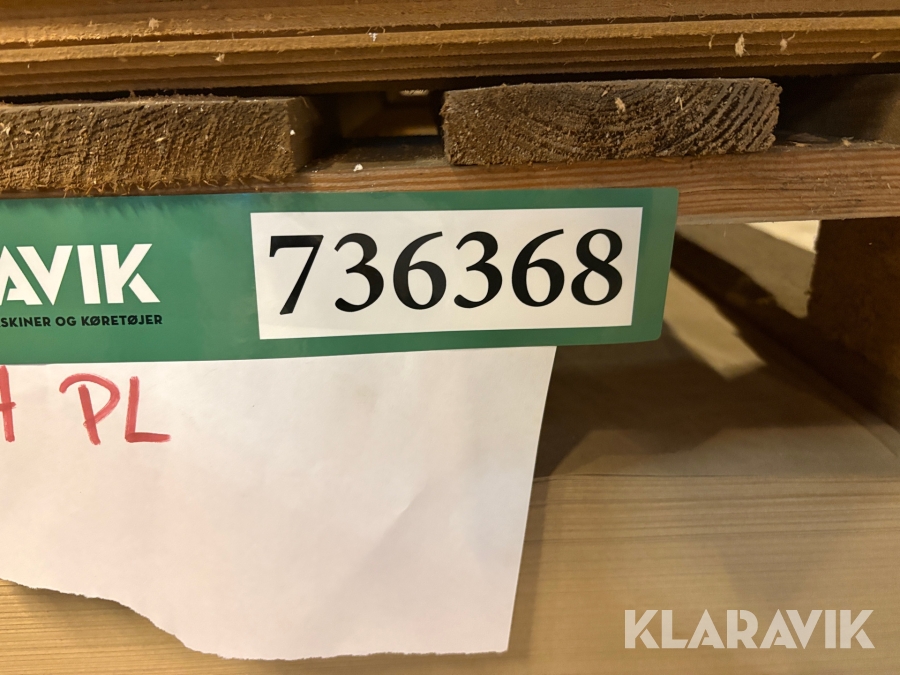 AVIK
736368
SKINER OG KØRETØJER
PL
KLARAVIK